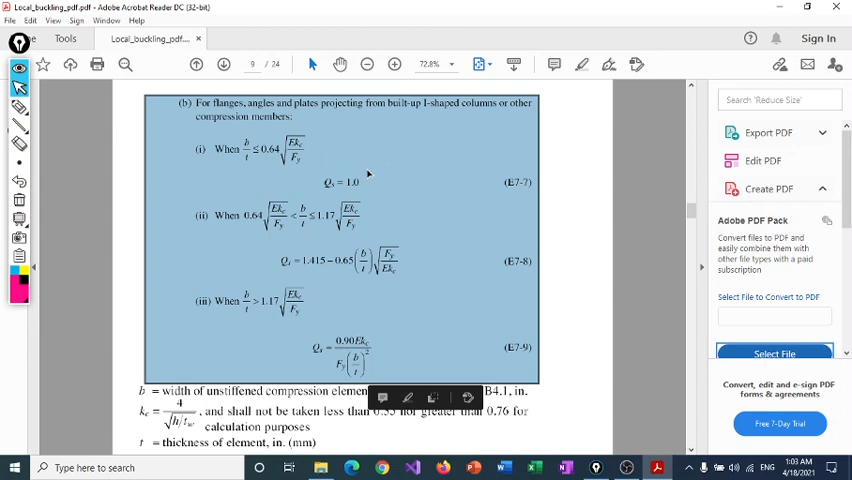 Local_buckling_pdf.pdf - Adobe Acrobat Reader DC (32-bit)
File Edit View Sign Window Help
Tools Local_buckling_pdf.... × Sign In
9 / 24 72.8%
(b) For flanges, angles and plates projecting from built-up I-shaped columns or other
compression members:
(i) When b/t ≤ 0.64 √(Ek_c/F_y)
Q_s = 1.0 (E7-7)
(ii) When 0.64 √(Ek_c/F_y) < b/t ≤ 1.17 √(Ek_c/F_y)
Q_s = 1.415 − 0.65 (b/t) √(F_y/Ek_c) (E7-8)
(iii) When b/t > 1.17 √(Ek_c/F_y)
Q_s = 0.90Ek_c / F_y (b/t)² (E7-9)
b = width of unstiffened compression elemen B4.1, in.
k_c = 4/√(h/t_w), and shall not be taken less than 0.35 nor greater than 0.76 for
calculation purposes
t = thickness of element, in. (mm)
Search 'Reduce Size'
Export PDF
Edit PDF
Create PDF
Adobe PDF Pack
Convert files to PDF and
easily combine them with
other file types with a paid
subscription
Select File to Convert to PDF
Select File
Convert, edit and e-sign PDF
forms & agreements
Free 7-Day Trial
Type here to search
ENG
1:03 AM
4/18/2021